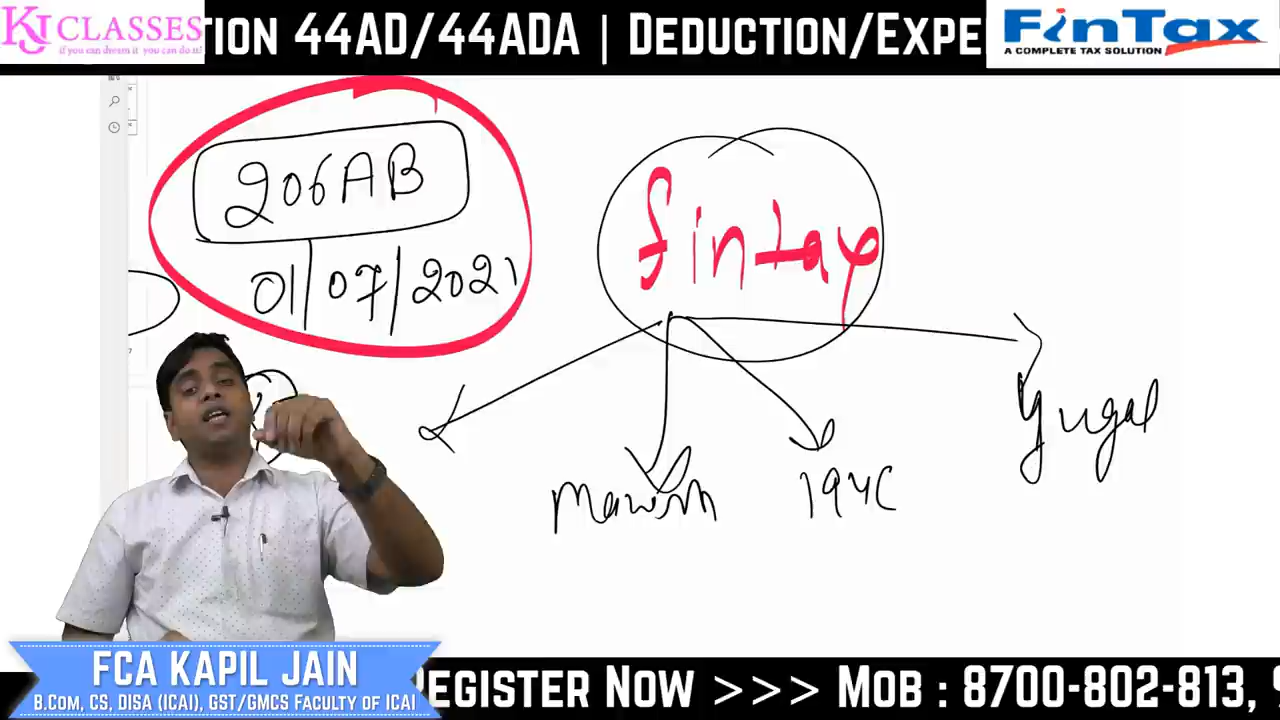 KJ CLASSES
if you can dream it you can do it!
TION 44AD/44ADA | DEDUCTION/EXPE
FinTax
A COMPLETE TAX SOLUTION
206AB
01/07/2021
fintax
194C
FCA KAPIL JAIN
B.COM, CS, DISA (ICAI), GST/GMCS FACULTY OF ICAI
REGISTER NOW >>> MOB : 8700-802-813,